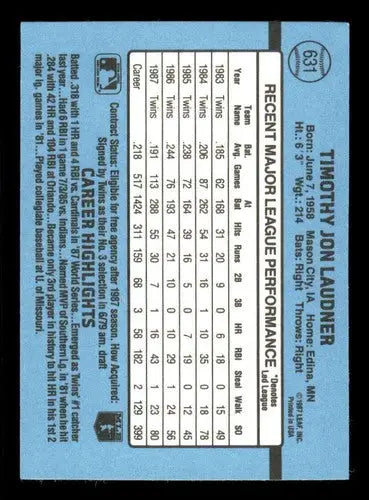 631
TIMOTHY JON LAUDNER
Born: June 7, 1958 Mason City, IA Home: Edina, MN
Ht.: 6' 3" Wgt.: 214 Bats: Right Throws: Right
©1987 LEAF, INC.
Printed in USA
RECENT MAJOR LEAGUE PERFORMANCE *Denotes Led League
Year Team Name Bat. Avg. Games At Bat Hits Runs 2B 3B HR RBI Steal Walk SO
1983 Twins .185 62 168 31 20 9 0 6 18 0 15 49
1984 Twins .206 87 262 54 31 16 1 10 35 0 18 78
1985 Twins .238 72 164 39 16 5 0 7 19 0 12 45
1986 Twins .244 76 193 47 21 10 0 10 29 1 24 56
1987 Twins .191 113 288 55 30 7 1 16 43 1 23 80
Career .218 517 1424 311 159 68 3 58 182 2 129 399
Contract Status: Eligible for free agency after 1987 season. How Acquired:
Signed by Twins as their No. 3 selection in 6/79 am. draft
CAREER HIGHLIGHTS
MLB
Batted .318 with 1 HR and 4 RBI vs. Cardinals in '87 World Series...Emerged as Twins' #1 catcher
last year...Had 6 RBI in 1 game 7/3/85 vs. Indians...Named MVP of Southern Lg. in '81 when he hit
.284 with 42 HR and 104 RBI at Orlando...Became only 3rd player in history to hit HR in his 1st 2
major lg. games in '81...Played collegiate baseball at U. of Missouri.